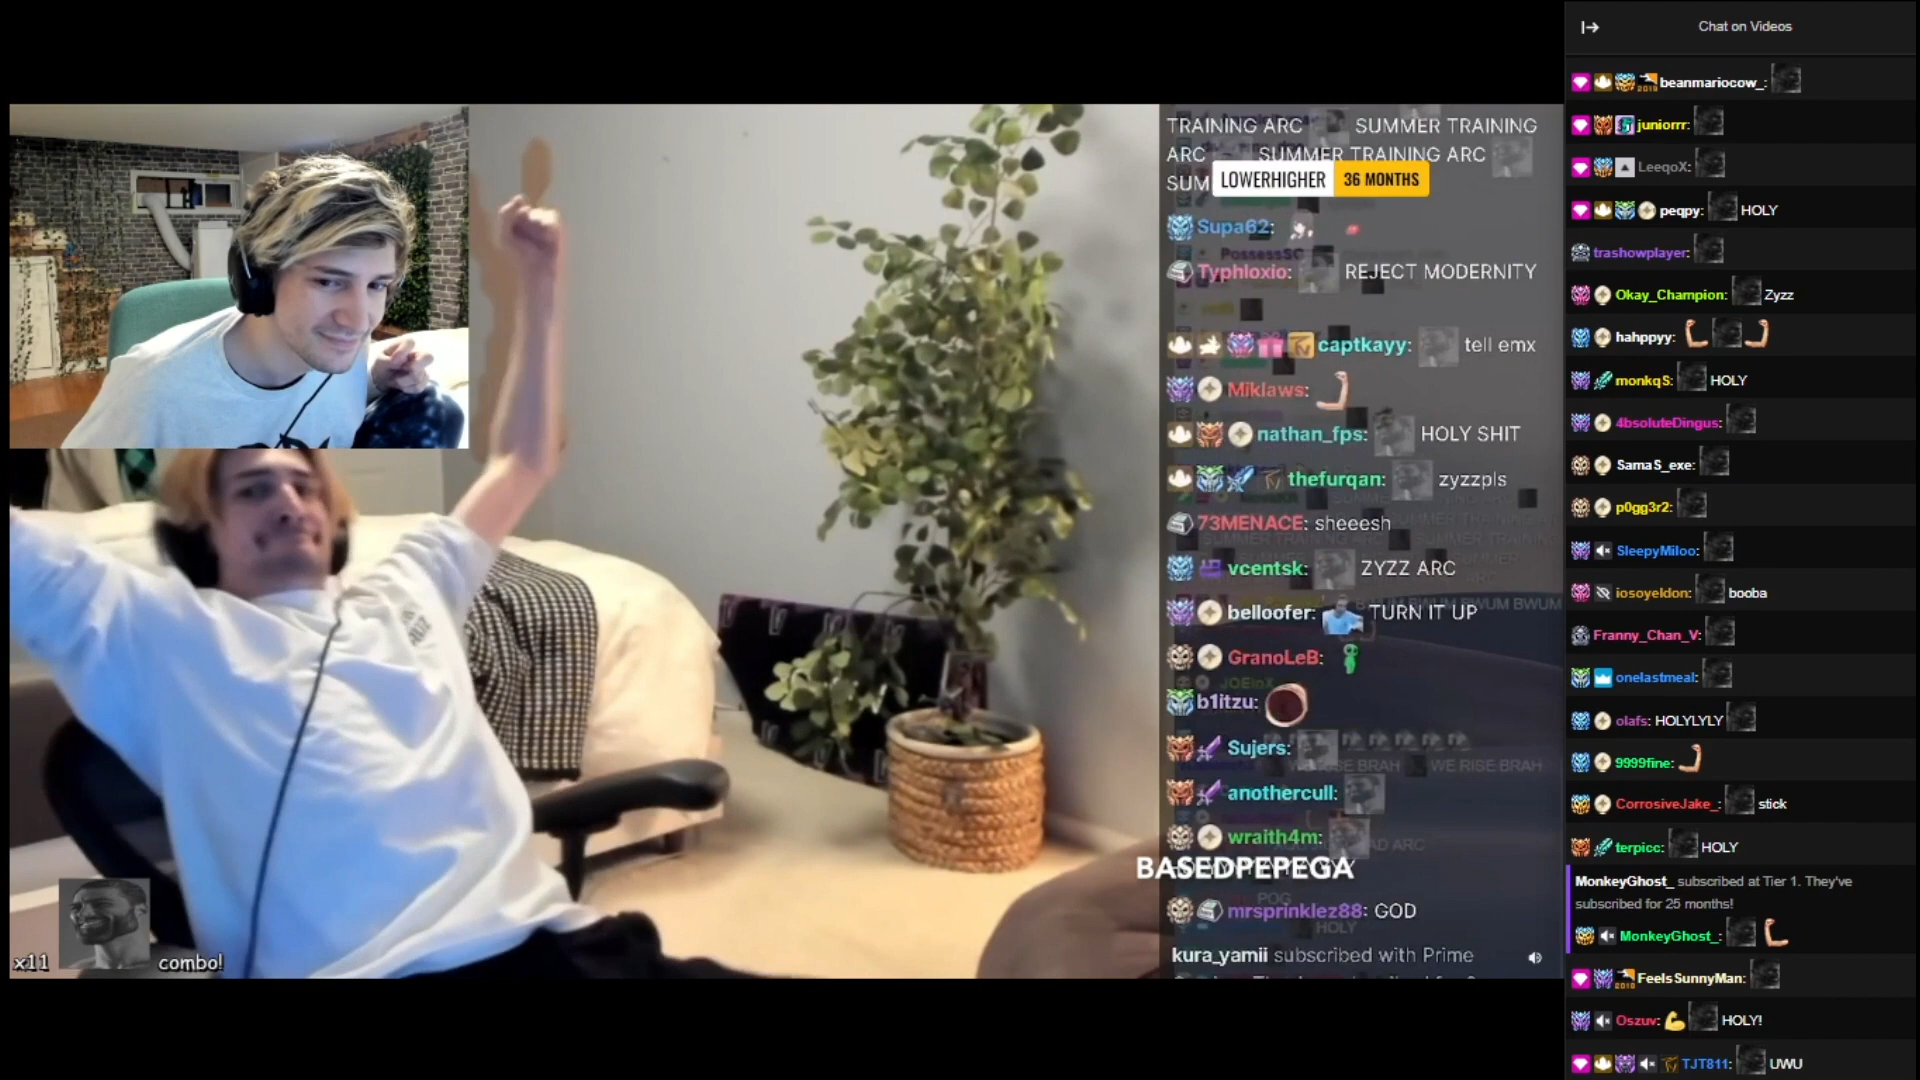 TRAINING ARC SUMMER TRAINING
ARC SUMMER TRAINING ARC
SUM
LOWERHIGHER 36 MONTHS
Supa62:
Typhloxio: REJECT MODERNITY
captkayy: tell emx
Miklaws:
nathan_fps: HOLY SHIT
thefurqan: zyzzpls
73MENACE: sheeesh
vcentsk: ZYZZ ARC
belloofer: TURN IT UP
GranoLeB:
b1itzu:
Sujers:
WE RISE BRAH
anothercull:
wraith4m:
BASEDPEPEGA
mrsprinklez88: GOD
HOLY
kura_yamii subscribed with Prime
x11 combo!
Chat on Videos
beanmariocow_:
juniorrr:
LeeqoX:
peqpy: HOLY
trashowplayer:
Okay_Champion: Zyzz
hahppyy:
monkqS: HOLY
4bsoluteDingus:
SamaS_exe:
p0gg3r2:
SleepyMiloo:
iosoyeldon: booba
Franny_Chan_V:
onelastmeal:
olafs: HOLYLYLY
9999fine:
CorrosiveJake_: stick
terpicc: HOLY
MonkeyGhost_ subscribed at Tier 1. They've
subscribed for 25 months!
MonkeyGhost_:
FeelsSunnyMan:
Oszuv: HOLY!
TJT811: UWU